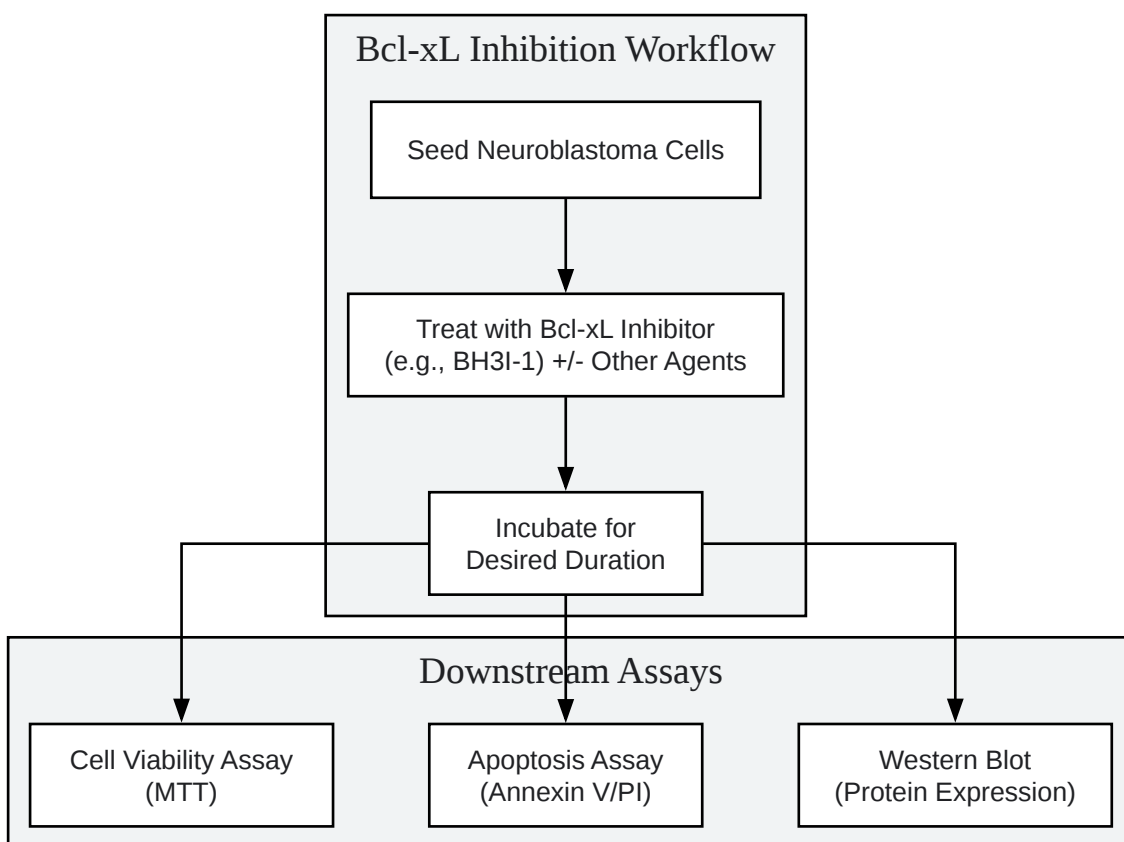 Bcl-xL Inhibition Workflow
Seed Neuroblastoma Cells
Treat with Bcl-xL Inhibitor
(e.g., BH3I-1) +/- Other Agents
Incubate for
Desired Duration
Downstream Assays
Cell Viability Assay
(MTT)
Apoptosis Assay
(Annexin V/PI)
Western Blot
(Protein Expression)